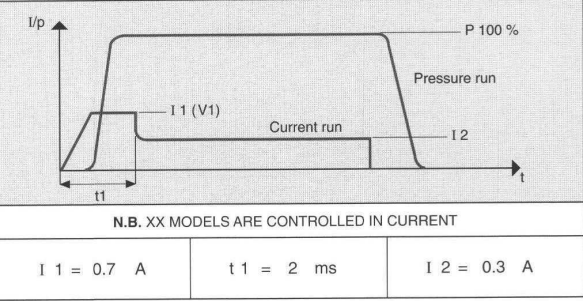 I/p
P 100 %
Pressure run
I 1 (V1)
Current run
I 2
t
t1
N.B. XX MODELS ARE CONTROLLED IN CURRENT
I 1 = 0.7 A
t 1 = 2 ms
I 2 = 0.3 A